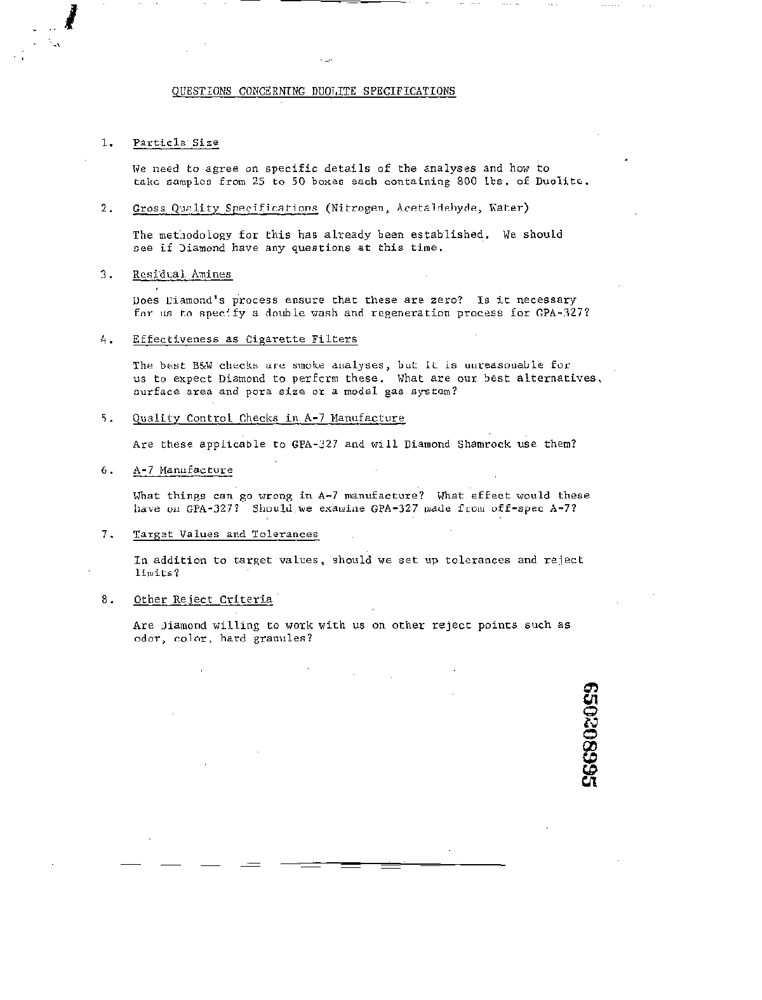 QUESTIONS CONCERNING DUOLITE SPECIFICATIONS
1. Particle Size
We need to agree on specific details of the analyses and how to
take samples from 25 to 50 boxes each containing 800 lbs. of Duolite.
2. Gross Quality Specifications (Nitrogen, Acetaldehyde, Water)
The methodology for this has already been established. We should
see if Diamond have any questions at this time.
3. Residual Amines
Does Diamond's process ensure that these are zero? Is it necessary
for us to specify a double wash and regeneration process for GPA-327?
4. Effectiveness as Cigarette Filters
The best B&W checks are smoke analyses, but it is unreasonable for
us to expect Diamond to perform these. What are our best alternatives,
surface area and pore size or a model gas system?
5. Quality Control Checks in A-7 Manufacture
Are these applicable to GPA-327 and will Diamond Shamrock use them?
6. A-7 Manufacture
What things can go wrong in A-7 manufacture? What effect would these
have on GPA-327? Should we examine GPA-327 made from off-spec A-7?
7. Target Values and Tolerances
In addition to target values, should we set up tolerances and reject
limits?
8. Other Reject Criteria
Are Diamond willing to work with us on other reject points such as
odor, color, hard granules?
650208995